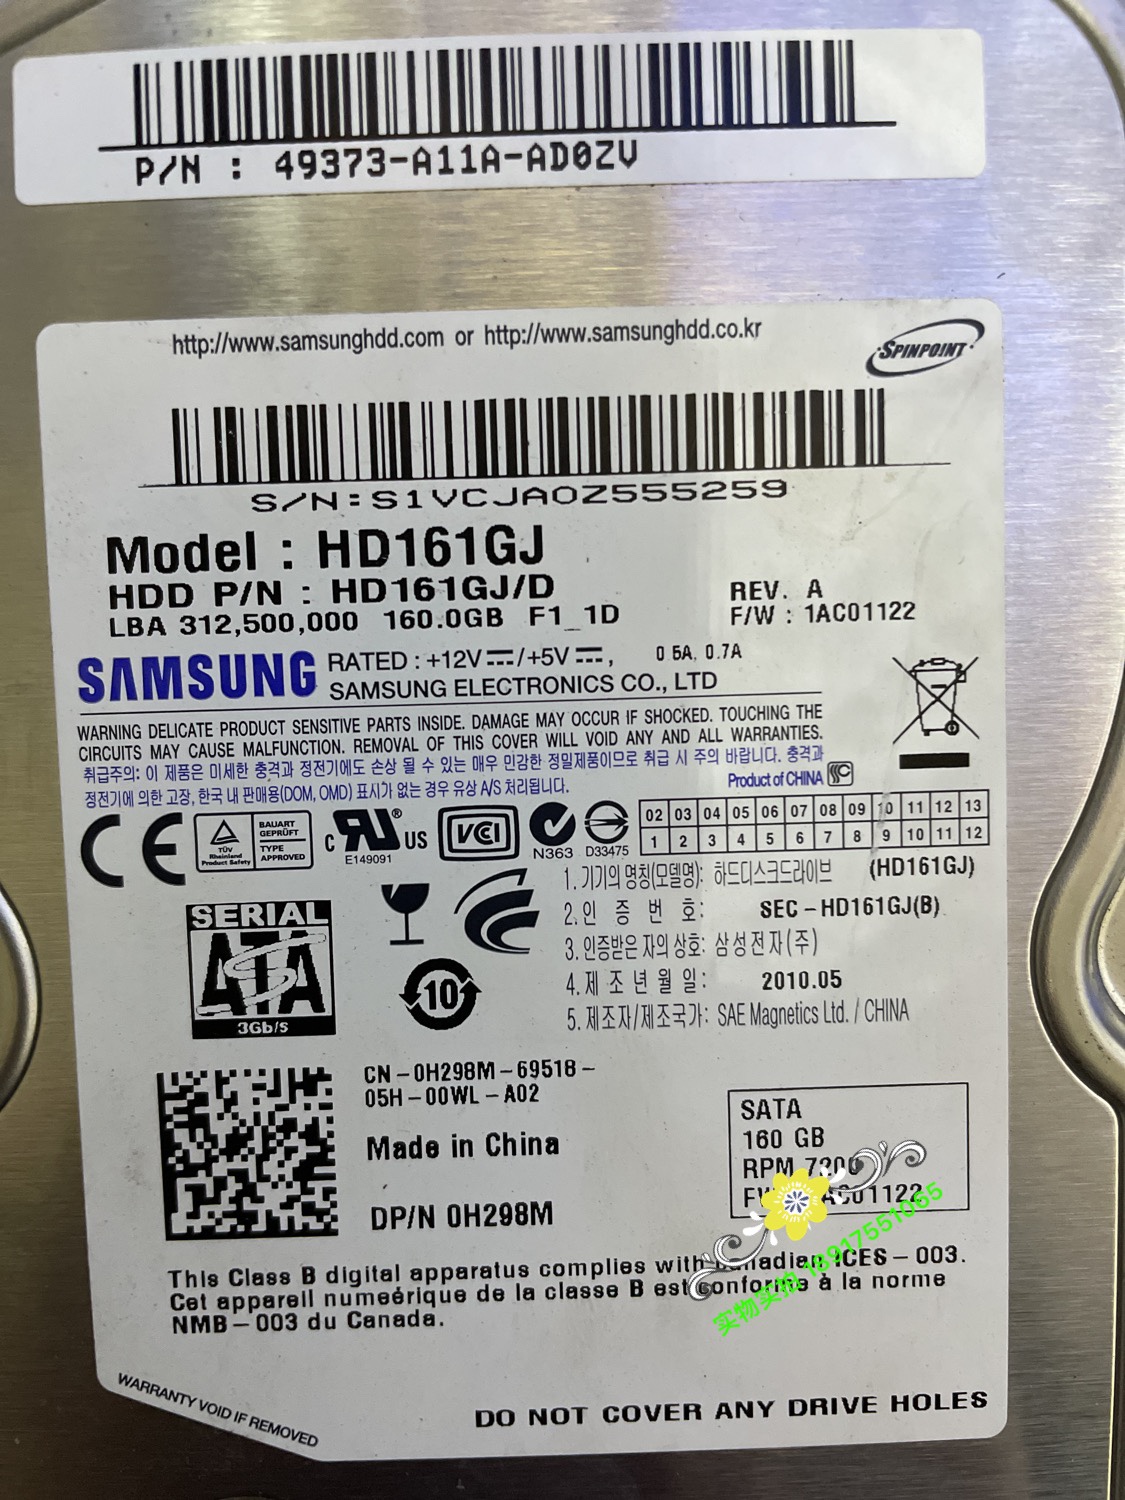 P/N : 49373-A11A-AD0ZV
http://www.samsunghdd.com or http://www.samsunghdd.co.kr
SPINPOINT
S/N:S1VCJA0Z555259
Model : HD161GJ
HDD P/N : HD161GJ/D
REV. A
LBA 312,500,000 160.0GB F1_1D
F/W : 1AC01122
SAMSUNG
RATED : +12V⎓/+5V⎓, 0.5A, 0.7A
SAMSUNG ELECTRONICS CO., LTD
WARNING DELICATE PRODUCT SENSITIVE PARTS INSIDE. DAMAGE MAY OCCUR IF SHOCKED. TOUCHING THE
CIRCUITS MAY CAUSE MALFUNCTION. REMOVAL OF THIS COVER WILL VOID ANY AND ALL WARRANTIES.
취급주의: 이 제품은 미세한 충격과 정전기에도 손상 될 수 있는 매우 민감한 정밀제품이므로 취급 시 주의 바랍니다. 충격과
정전기에 의한 고장, 한국 내 판매용(DOM, OMD) 표시가 없는 경우 유상 A/S 처리됩니다.
Product of CHINA
CE
TÜV
Rheinland
Product Safety
BAUART
GEPRÜFT
TYPE
APPROVED
C RU ® US
E149091
VCI
N363
D33475
02 03 04 05 06 07 08 09 10 11 12 13
1 2 3 4 5 6 7 8 9 10 11 12
1. 기기의 명칭(모델명): 하드디스크드라이브 (HD161GJ)
2. 인 증 번 호: SEC-HD161GJ(B)
3. 인증받은 자의 상호: 삼성전자(주)
4. 제 조 년 월 일: 2010.05
5. 제조자/제조국가: SAE Magnetics Ltd. / CHINA
SERIAL
ATA
3Gb/s
10
CN-0H298M-69518-
05H-00WL-A02
Made in China
DP/N 0H298M
SATA
160 GB
RPM 7200
实物实拍 18917551065
This Class B digital apparatus complies with Canadian ICES-003.
Cet appareil numeérique de la classe B est conforme à la norme
NMB-003 du Canada.
WARRANTY VOID IF REMOVED
DO NOT COVER ANY DRIVE HOLES